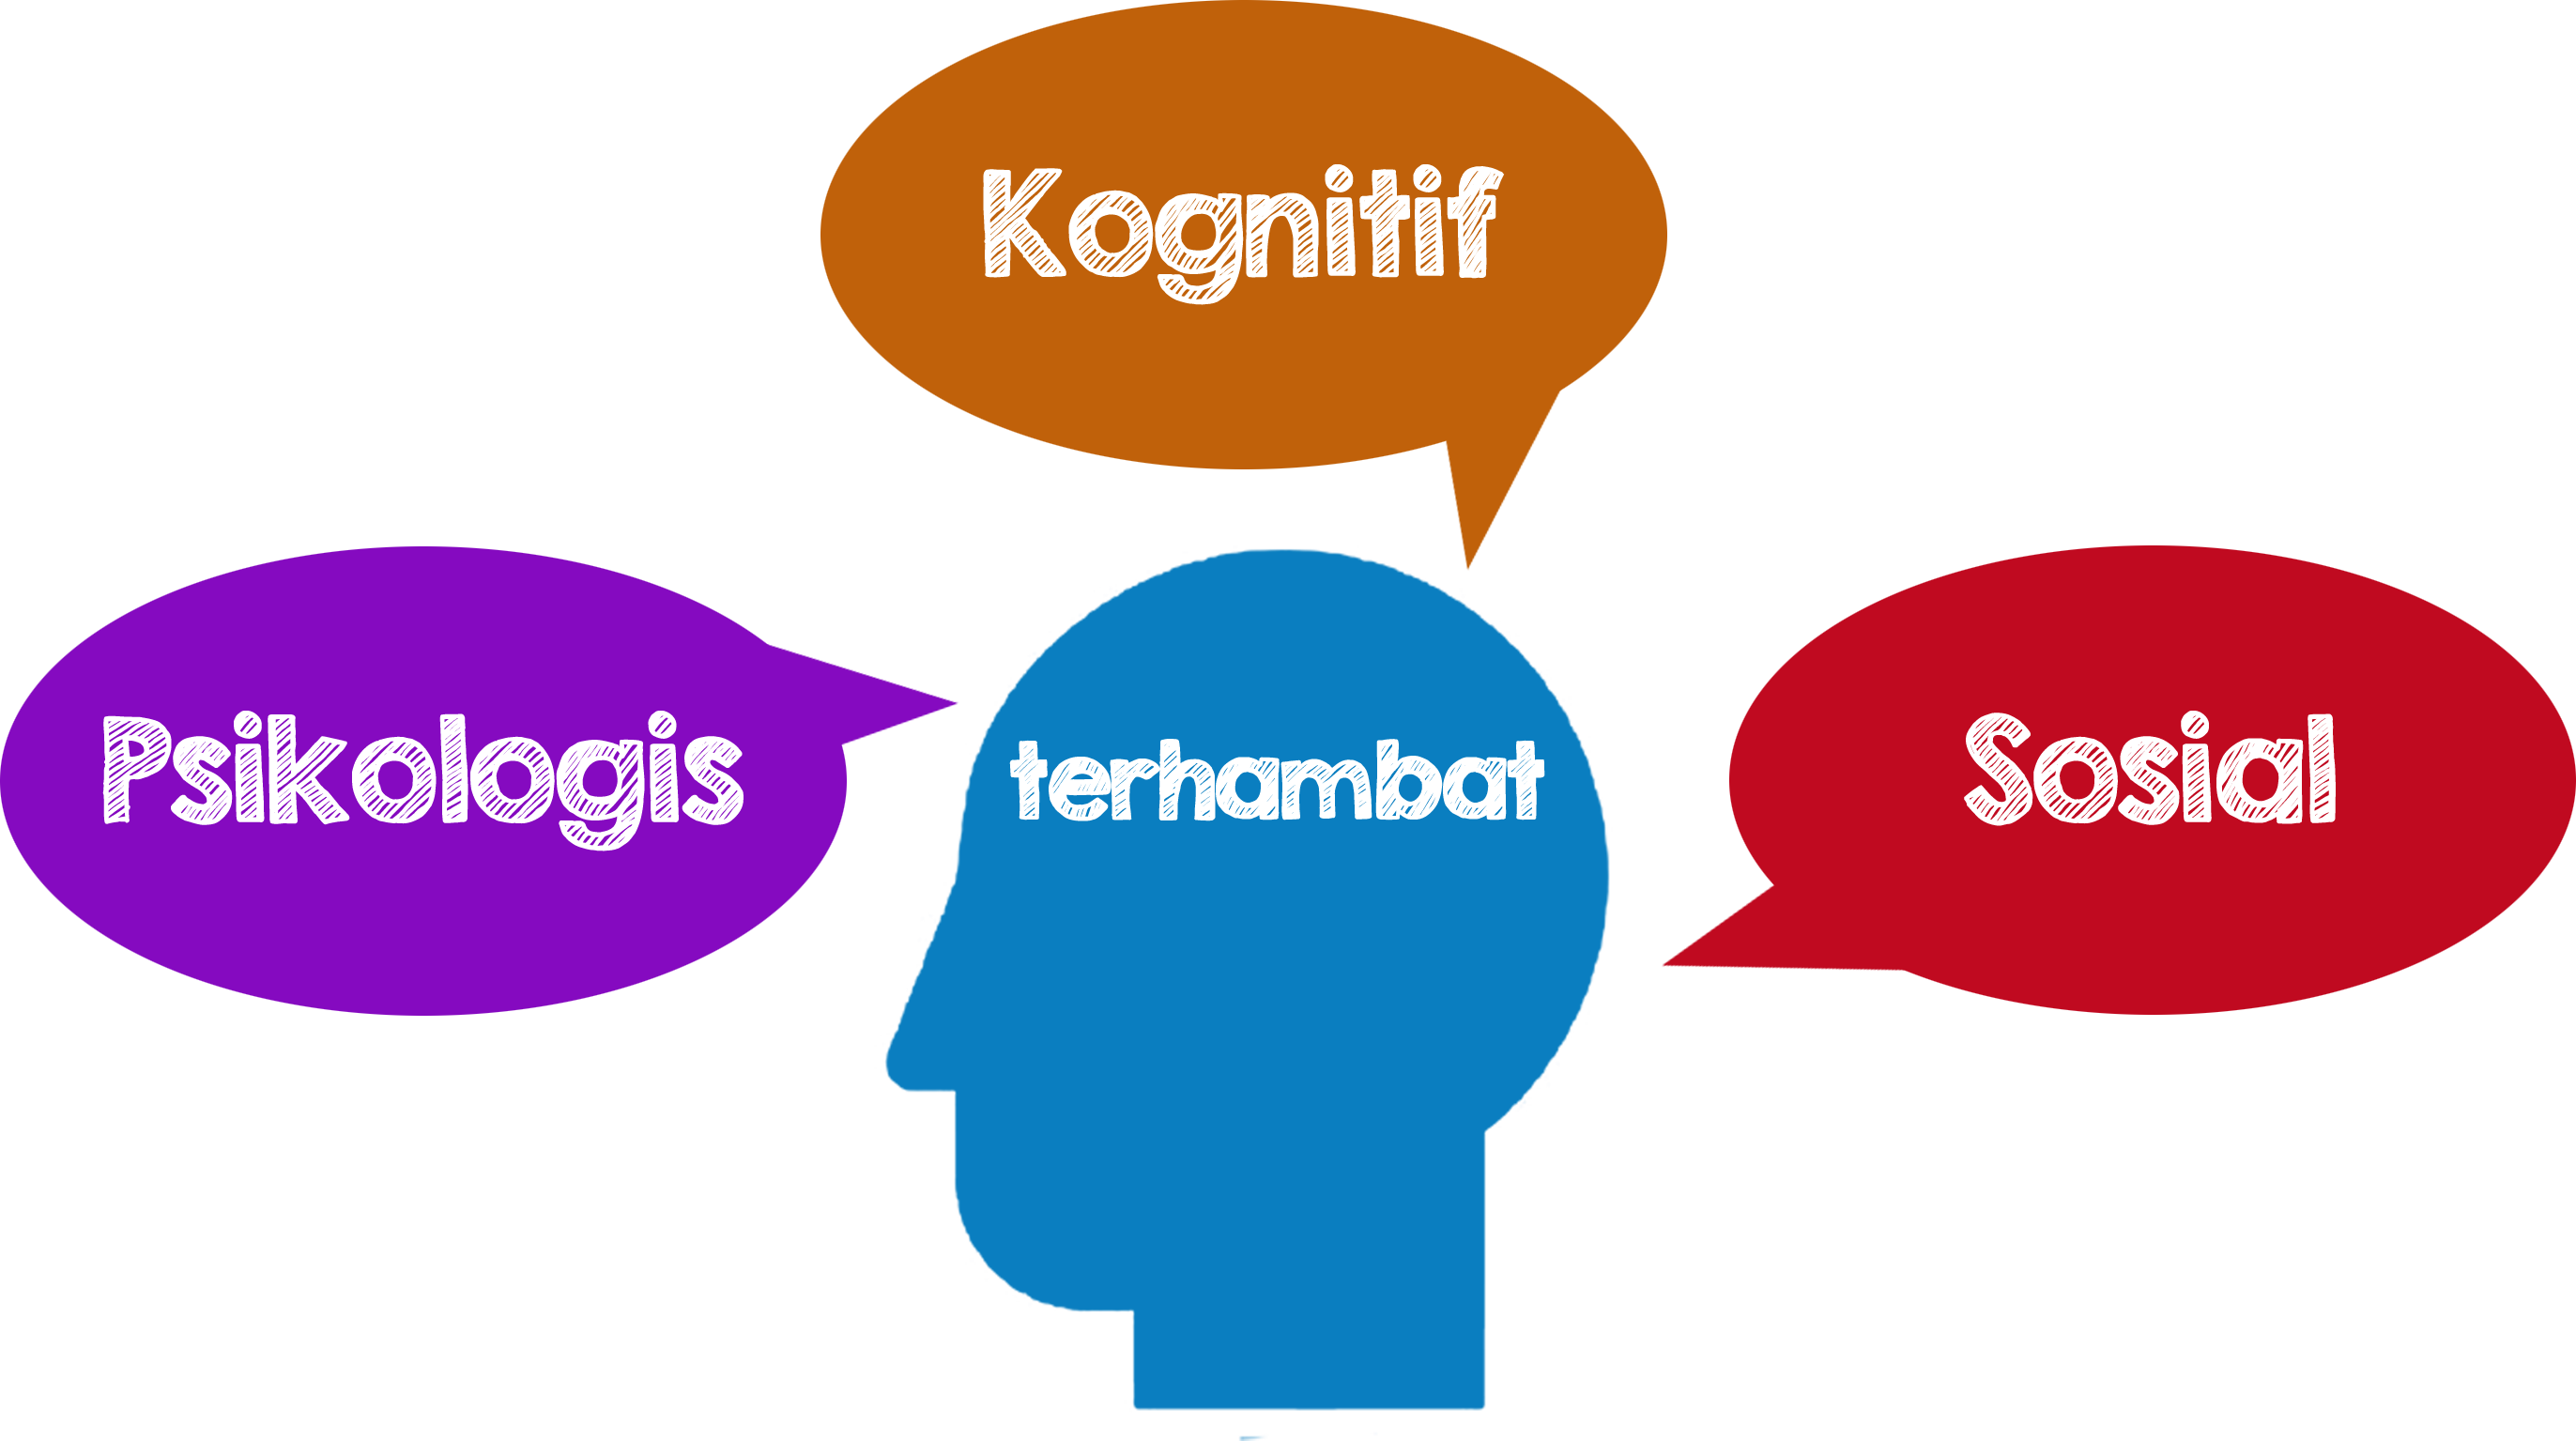 Kognitif
Psikologis
terhambat
Sosial